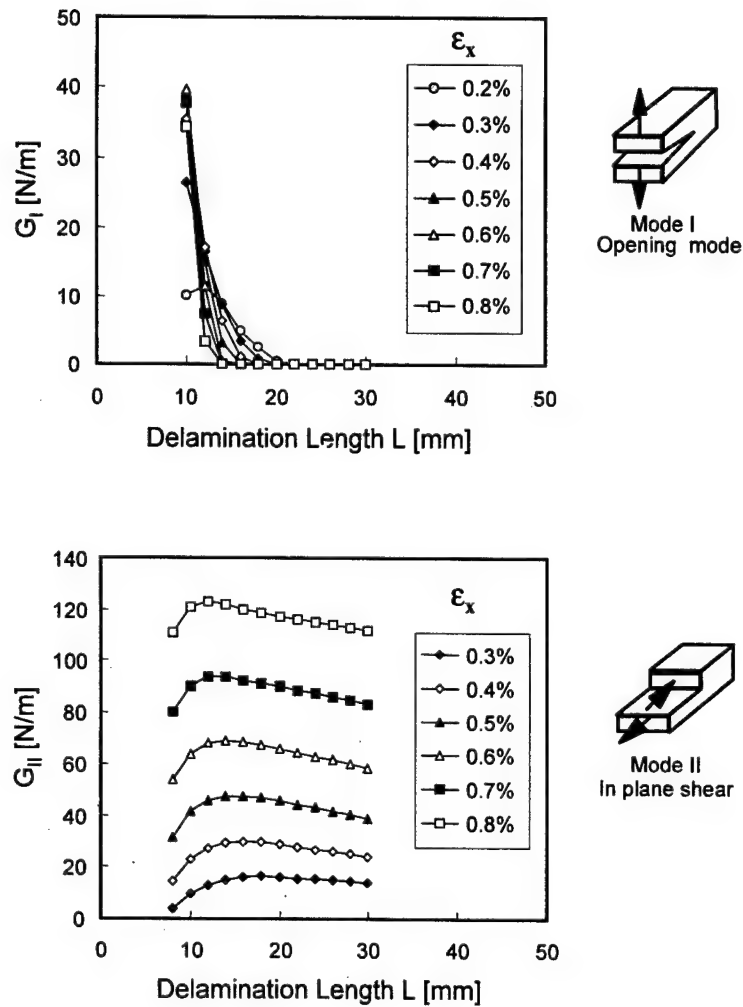 50
40
30
20
10
0
G_I [N/m]
0 10 20 30 40 50
Delamination Length L [mm]
ε_x
0.2%
0.3%
0.4%
0.5%
0.6%
0.7%
0.8%
Mode I
Opening mode
140
120
100
80
60
40
20
0
G_II [N/m]
0 10 20 30 40 50
Delamination Length L [mm]
ε_x
0.3%
0.4%
0.5%
0.6%
0.7%
0.8%
Mode II
In plane shear